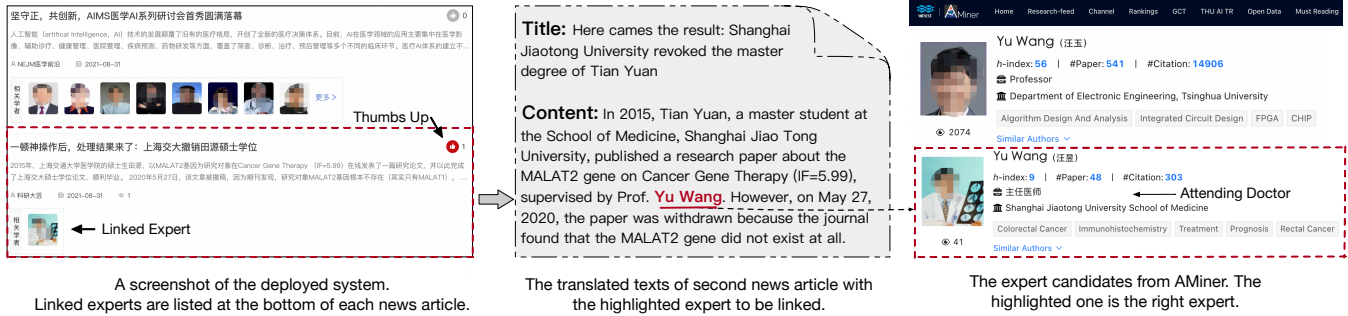 坚守正，共创新，AIMS医学AI系列研讨会首秀圆满落幕
0
人工智能（artifical Intelligence，AI）技术的发展颠覆了旧有的医疗格局，开创了全新的医疗决策体系。目前，AI在医学领域的应用主要集中在医学影
像、辅助诊疗、健康管理、医院管理、疾病预测、药物研发等方面，覆盖了筛查、诊断、治疗、预后管理等多个不同的临床环节。医疗AI体系的建立不...
NEJM医学前沿 2021-08-31
相关学者
更多>
Thumbs Up
一顿神操作后，处理结果来了：上海交大撤销田源硕士学位
1
2015年，上海交通大学医学院的硕士生田源，以MALAT2基因为研究对象在Cancer Gene Therapy （IF=5.99）在线发表了一篇研究论文，并以此完成
了上海交大硕士学位论文，顺利毕业。 2020年5月27日，该文章被撤稿，因为期刊发现，研究对象MALAT2基因根本不存在（其实只有MALAT1）。 ...
科研大匠 2021-08-31 1
相关学者
Linked Expert
A screenshot of the deployed system.
Linked experts are listed at the bottom of each news article.
Title: Here cames the result: Shanghai
Jiaotong University revoked the master
degree of Tian Yuan
Content: In 2015, Tian Yuan, a master student at
the School of Medicine, Shanghai Jiao Tong
University, published a research paper about the
MALAT2 gene on Cancer Gene Therapy (IF=5.99),
supervised by Prof. Yu Wang. However, on May 27,
2020, the paper was withdrawn because the journal
found that the MALAT2 gene did not exist at all.
The translated texts of second news article with
the highlighted expert to be linked.
AMiner Home Research-feed Channel Rankings GCT THU AI TR Open Data Must Reading
Yu Wang (汪玉)
h-index: 56 | #Paper: 541 | #Citation: 14906
Professor
Department of Electronic Engineering, Tsinghua University
Algorithm Design And Analysis Integrated Circuit Design FPGA CHIP
2074
Similar Authors
Yu Wang (汪昱)
h-index: 9 | #Paper: 48 | #Citation: 303
主任医师
Attending Doctor
Shanghai Jiaotong University School of Medicine
Colorectal Cancer Immunohistochemistry Treatment Prognosis Rectal Cancer
41
Similar Authors
The expert candidates from AMiner. The
highlighted one is the right expert.